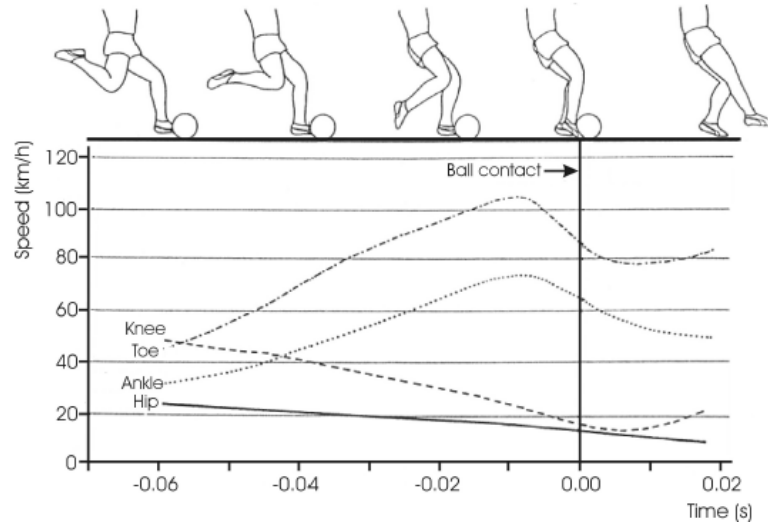 120
Ball contact
Speed (km/h)
100
80
60
Knee
Toe
40
Ankle
Hip
20
0
-0.06
-0.04
-0.02
0.00
0.02
Time (s)